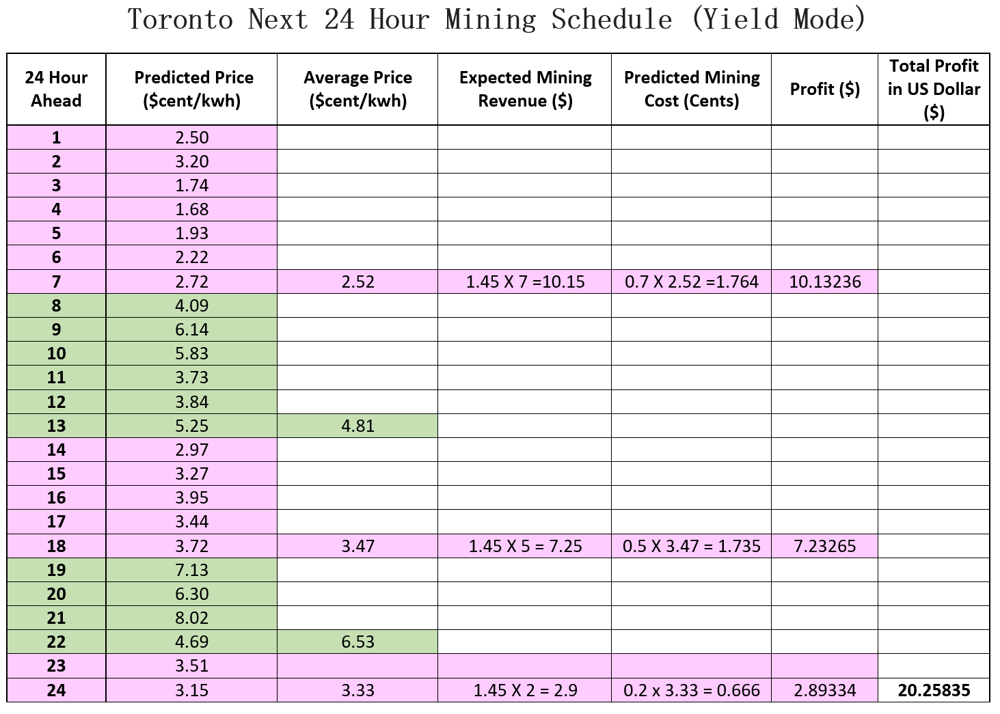 Toronto Next 24 Hour Mining Schedule (Yield Mode)
24 Hour Ahead Predicted Price ($cent/kwh) Average Price ($cent/kwh) Expected Mining Revenue ($) Predicted Mining Cost (Cents) Profit ($) Total Profit in US Dollar ($)
1 2.50
2 3.20
3 1.74
4 1.68
5 1.93
6 2.22
7 2.72 2.52 1.45 X 7 =10.15 0.7 X 2.52 =1.764 10.13236
8 4.09
9 6.14
10 5.83
11 3.73
12 3.84
13 5.25 4.81
14 2.97
15 3.27
16 3.95
17 3.44
18 3.72 3.47 1.45 X 5 = 7.25 0.5 X 3.47 = 1.735 7.23265
19 7.13
20 6.30
21 8.02
22 4.69 6.53
23 3.51
24 3.15 3.33 1.45 X 2 = 2.9 0.2 x 3.33 = 0.666 2.89334 20.25835